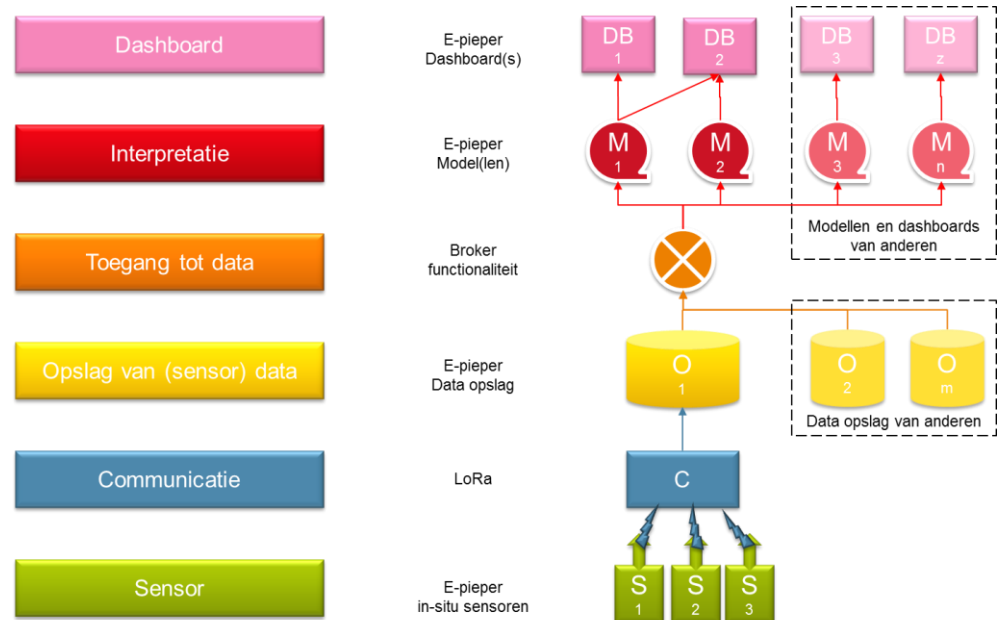 Dashboard
E-pieper
Dashboard(s)
DB
1
DB
2
DB
3
DB
z
Interpretatie
E-pieper
Model(len)
M
1
M
2
M
3
M
n
Modellen en dashboards
van anderen
Toegang tot data
Broker
functionaliteit
Opslag van (sensor) data
E-pieper
Data opslag
O
1
O
2
O
m
Data opslag van anderen
Communicatie
LoRa
C
Sensor
E-pieper
in-situ sensoren
S
1
S
2
S
3